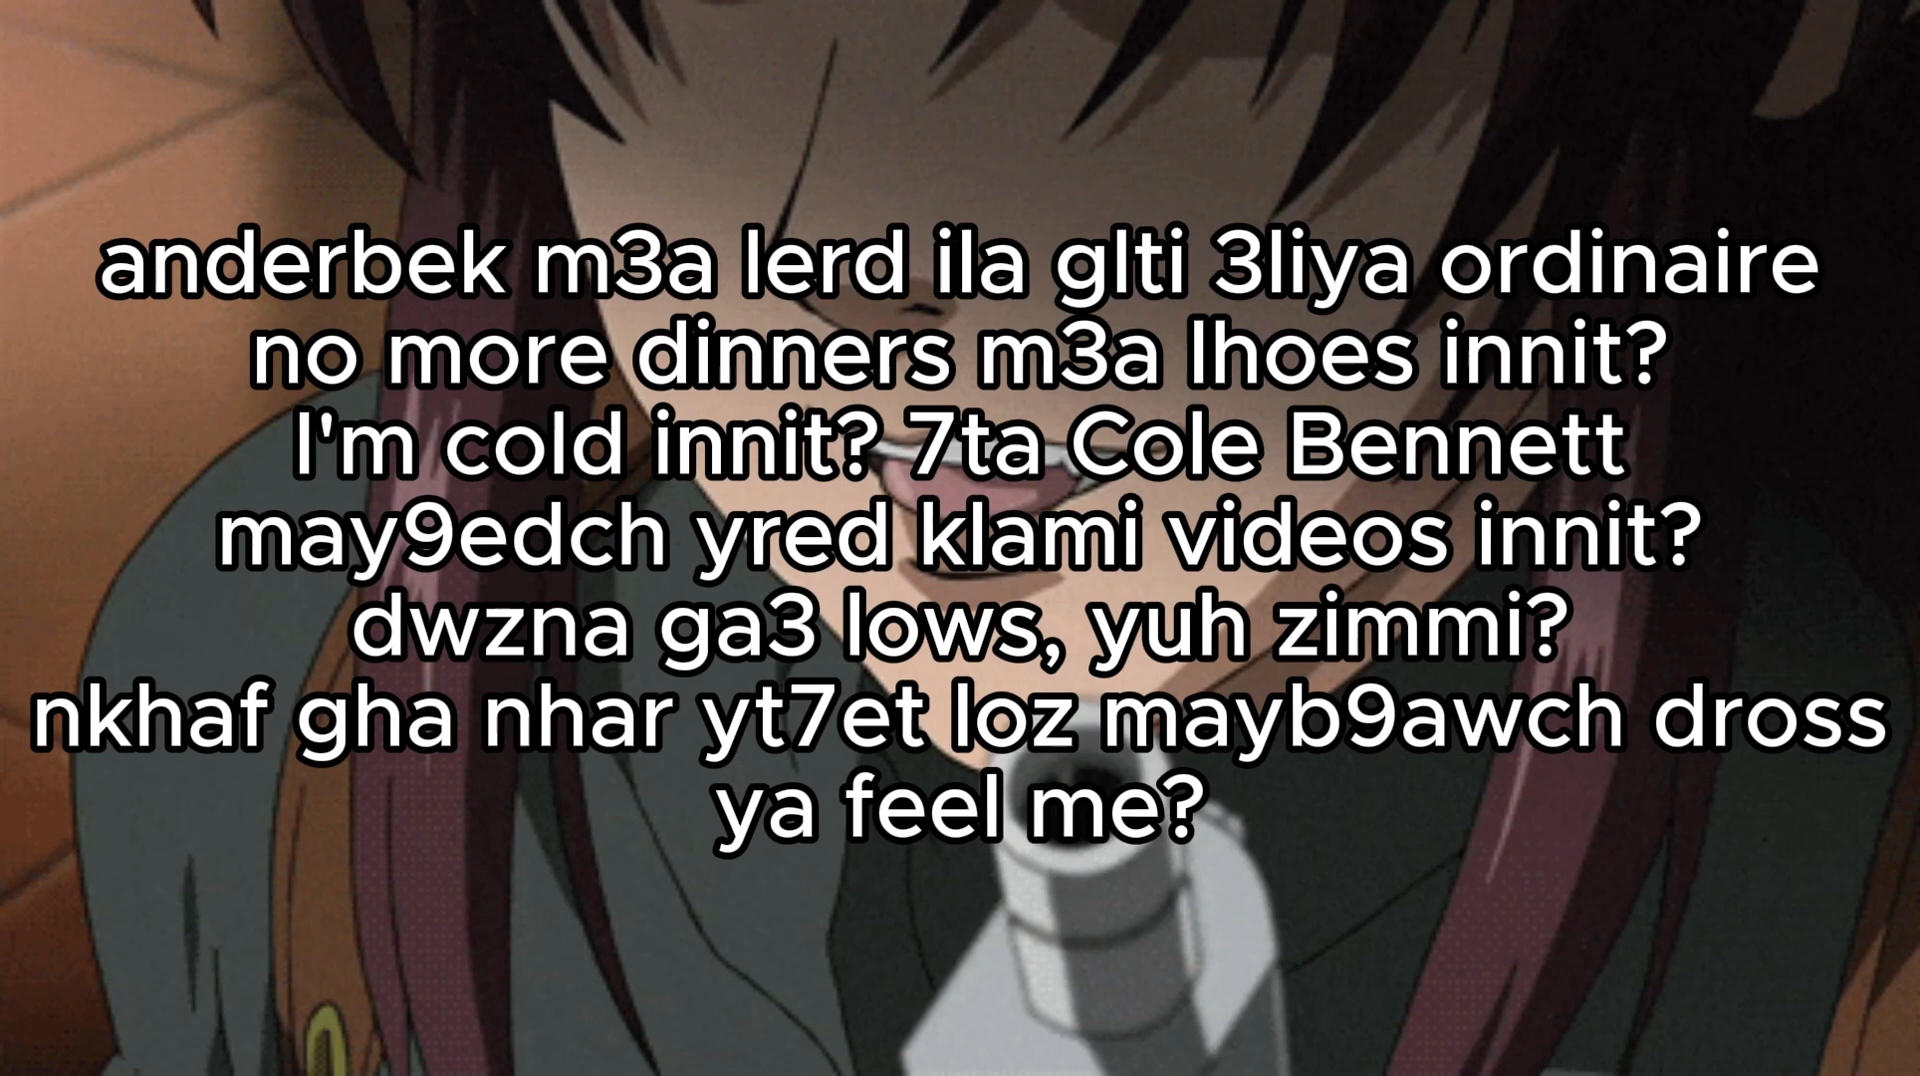 anderbek m3a lerd ila glti 3liya ordinaire
no more dinners m3a lhoes innit?
I'm cold innit? 7ta Cole Bennett
may9edch yred klami videos innit?
dwzna ga3 lows, yuh zimmi?
nkhaf gha nhar yt7et loz mayb9awch dross
ya feel me?